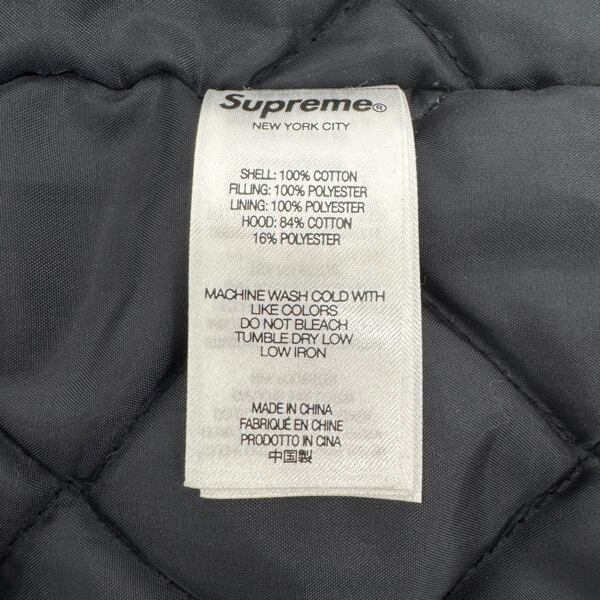 Supreme®
NEW YORK CITY
SHELL: 100% COTTON
FILLING: 100% POLYESTER
LINING: 100% POLYESTER
HOOD: 84% COTTON
16% POLYESTER
MACHINE WASH COLD WITH
LIKE COLORS
DO NOT BLEACH
TUMBLE DRY LOW
LOW IRON
MADE IN CHINA
FABRIQUÉ EN CHINE
PRODOTTO IN CINA
中国製